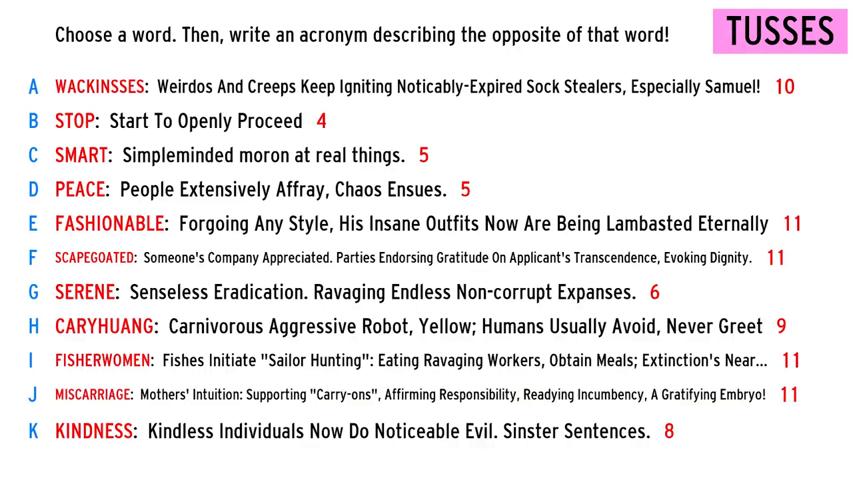 Choose a word. Then, write an acronym describing the opposite of that word! TUSSES
A WACKINSSES: Weirdos And Creeps Keep Igniting Noticably-Expired Sock Stealers, Especially Samuel! 10
B STOP: Start To Openly Proceed 4
C SMART: Simpleminded moron at real things. 5
D PEACE: People Extensively Affray, Chaos Ensues. 5
E FASHIONABLE: Forgoing Any Style, His Insane Outfits Now Are Being Lambasted Eternally 11
F SCAPEGOATED: Someone's Company Appreciated. Parties Endorsing Gratitude On Applicant's Transcendence, Evoking Dignity. 11
G SERENE: Senseless Eradication. Ravaging Endless Non-corrupt Expanses. 6
H CARYHUANG: Carnivorous Aggressive Robot, Yellow; Humans Usually Avoid, Never Greet 9
I FISHERWOMEN: Fishes Initiate "Sailor Hunting": Eating Ravaging Workers, Obtain Meals; Extinction's Near... 11
J MISCARRIAGE: Mothers' Intuition: Supporting "Carry-ons", Affirming Responsibility, Readying Incumbency, A Gratifying Embryo! 11
K KINDNESS: Kindless Individuals Now Do Noticeable Evil. Sinster Sentences. 8